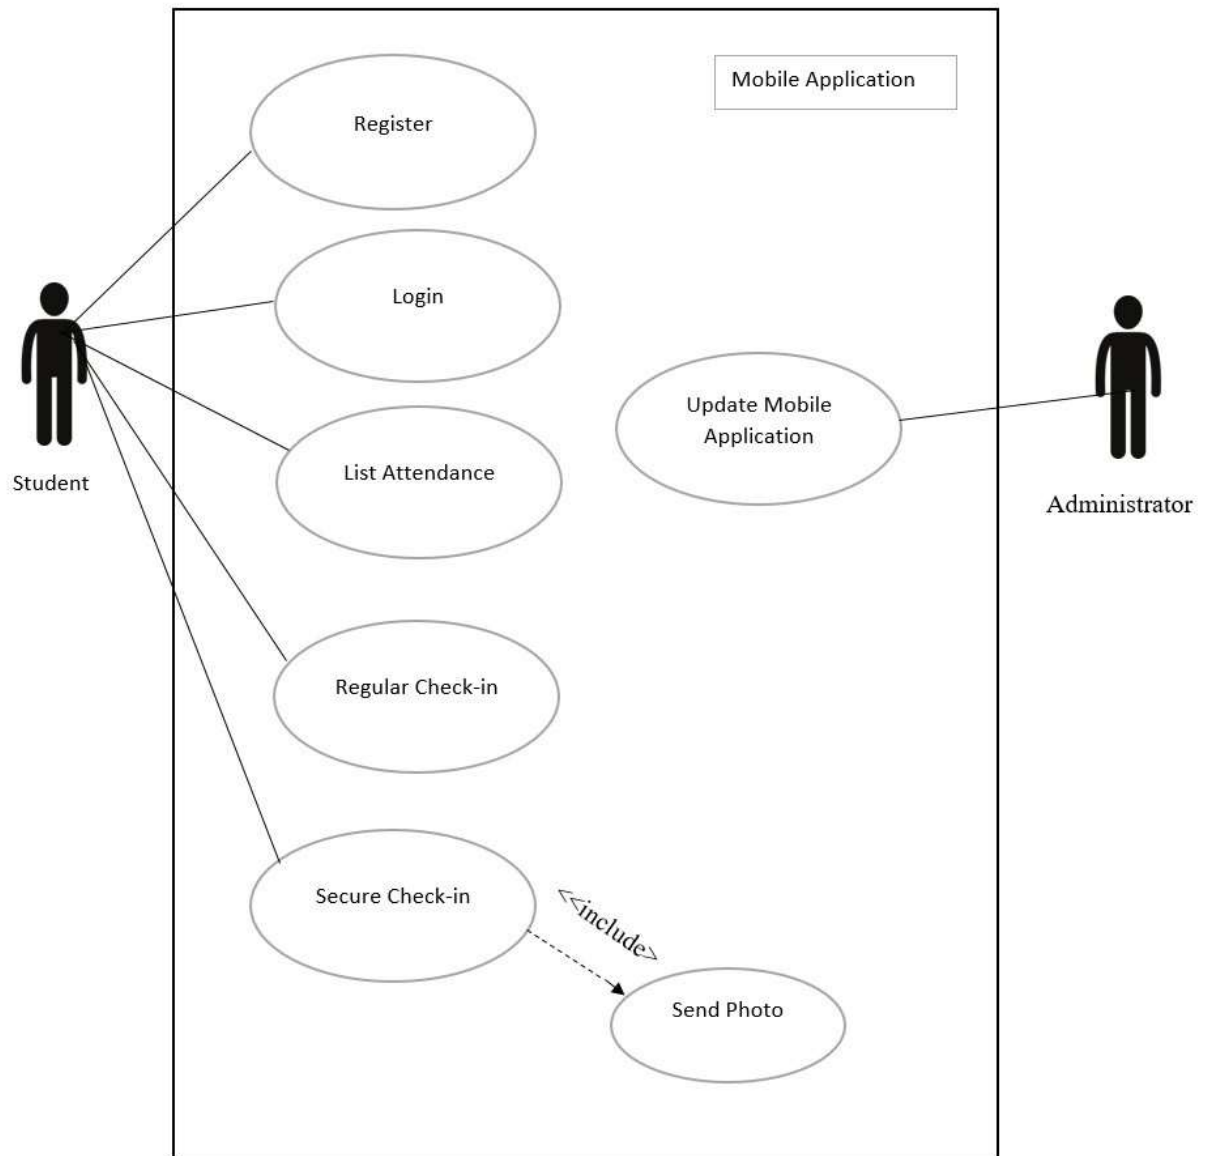 Mobile Application
Register
Login
Update Mobile
Application
List Attendance
Student
Administrator
Regular Check-in
Secure Check-in
<<include>
Send Photo